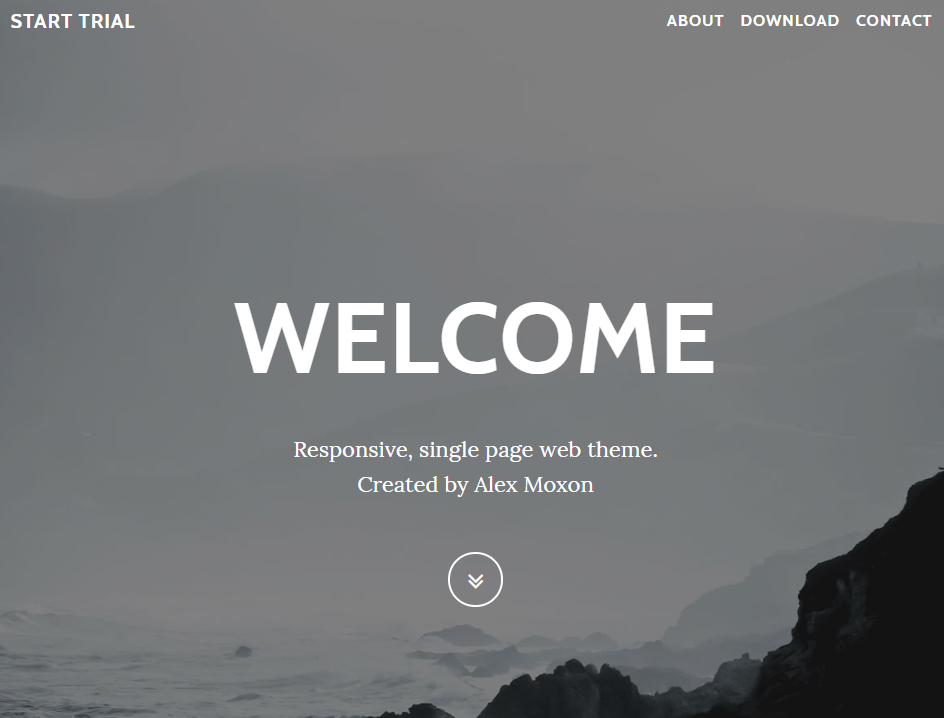 START TRIAL
ABOUT DOWNLOAD CONTACT
WELCOME
Responsive, single page web theme.
Created by Alex Moxon